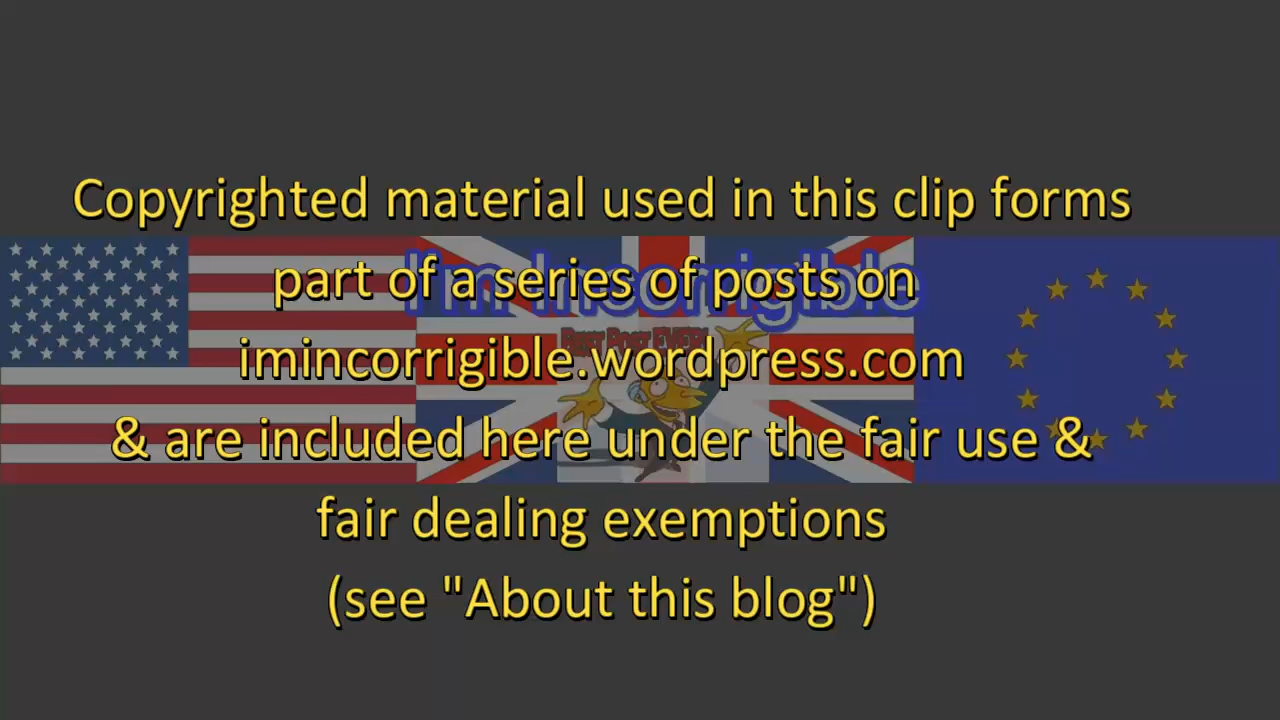 Copyrighted material used in this clip forms
part of a series of posts on
I'm Incorrigible
imincorrigible.wordpress.com
& are included here under the fair use &
fair dealing exemptions
(see "About this blog")